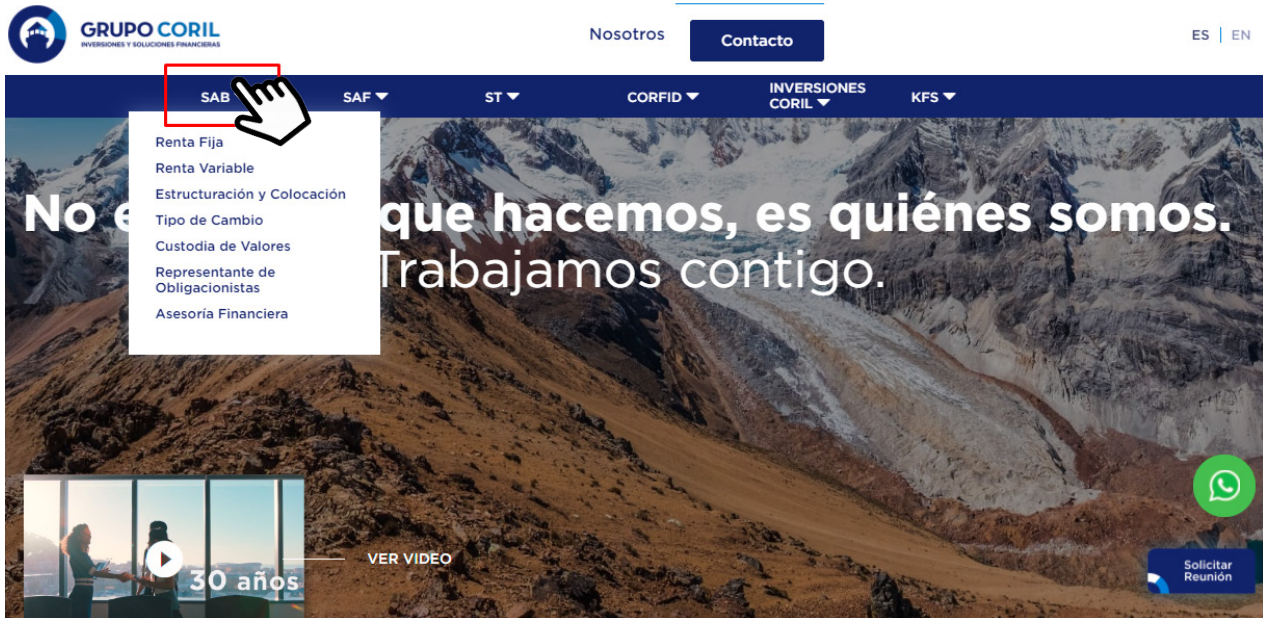 GRUPO CORIL
INVERSIONES Y SOLUCIONES FINANCIERAS
Nosotros
Contacto
ES | EN
SAB
SAF
ST
CORFID
INVERSIONES
CORIL
KFS
Renta Fija
Renta Variable
Estructuración y Colocación
Tipo de Cambio
Custodia de Valores
Representante de
Obligacionistas
Asesoría Financiera
No que hacemos, es quiénes somos.
Trabajamos contigo.
30 años
VER VIDEO
Solicitar
Reunión